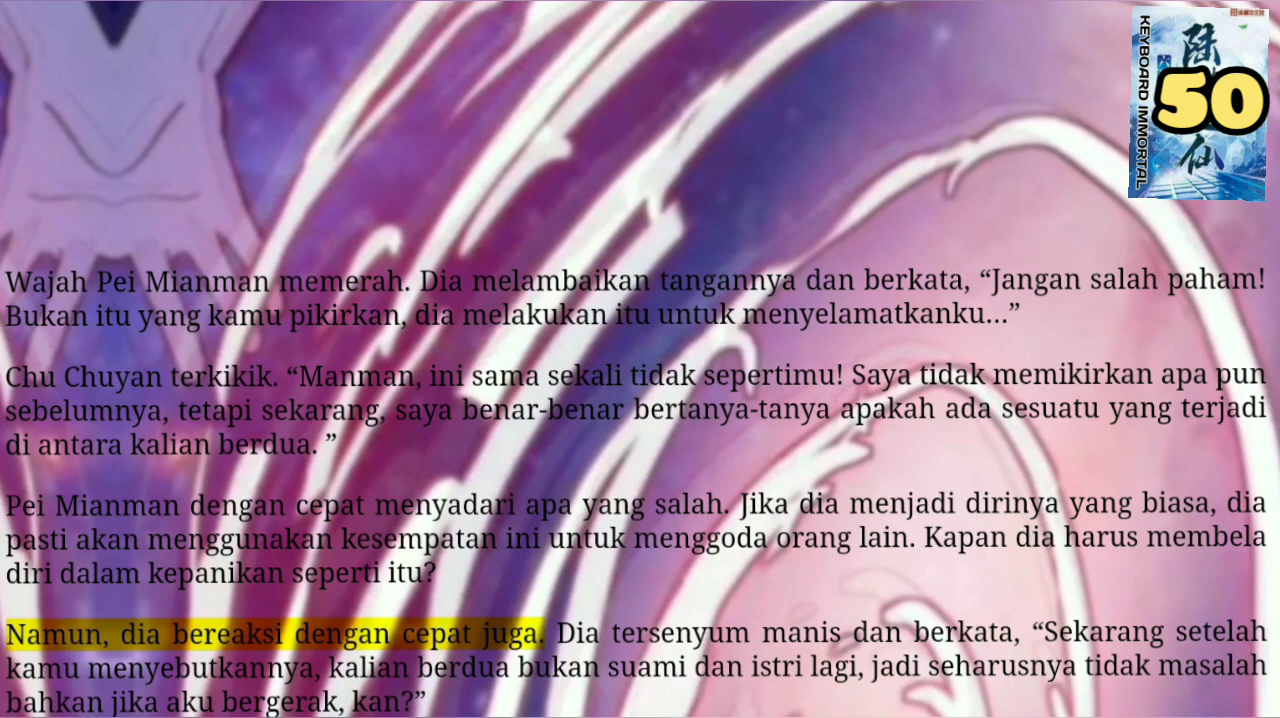 陆
仙
KEYBOARD IMMORTAL
50
Wajah Pei Mianman memerah. Dia melambaikan tangannya dan berkata, “Jangan salah paham!
Bukan itu yang kamu pikirkan, dia melakukan itu untuk menyelamatkanku...”
Chu Chuyan terkikik. “Manman, ini sama sekali tidak sepertimu! Saya tidak memikirkan apa pun
sebelumnya, tetapi sekarang, saya benar-benar bertanya-tanya apakah ada sesuatu yang terjadi
di antara kalian berdua. ”
Pei Mianman dengan cepat menyadari apa yang salah. Jika dia menjadi dirinya yang biasa, dia
pasti akan menggunakan kesempatan ini untuk menggoda orang lain. Kapan dia harus membela
diri dalam kepanikan seperti itu?
Namun, dia bereaksi dengan cepat juga. Dia tersenyum manis dan berkata, “Sekarang setelah
kamu menyebutkannya, kalian berdua bukan suami dan istri lagi, jadi seharusnya tidak masalah
bahkan jika aku bergerak, kan?”